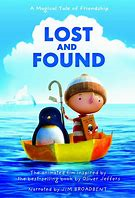 A Magical Tale of Friendship
LOST AND
FOUND
The animated film inspired by
the bestselling book by Oliver Jeffers
Narrated by JIM BROADBENT